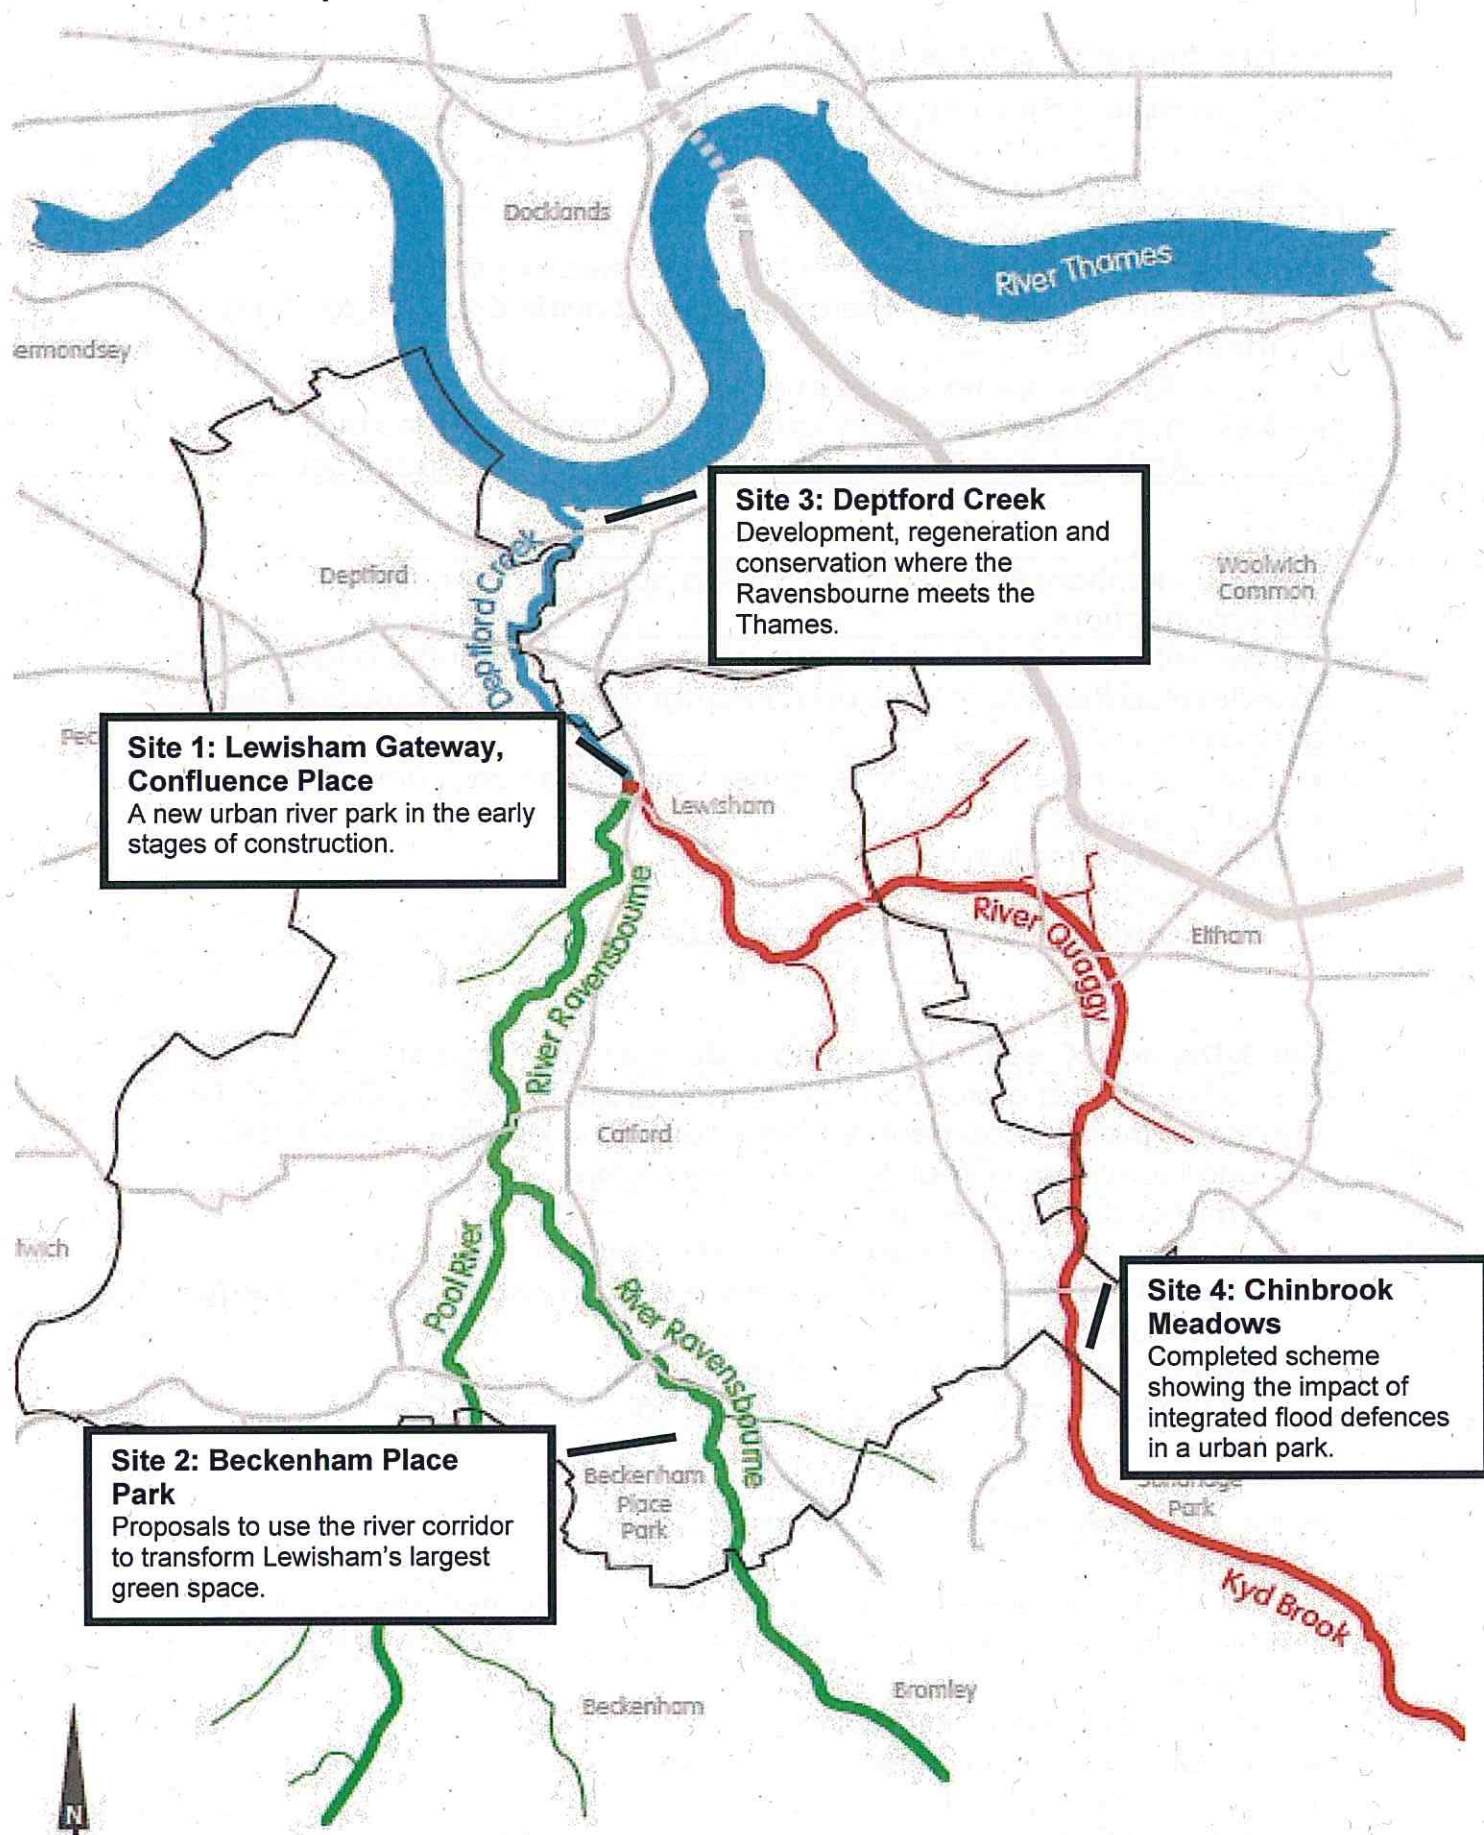 Docklands
River Thames
ermondsey
Site 3: Deptford Creek
Development, regeneration and
conservation where the
Ravensbourne meets the
Thames.
Deptford Creek
Deptford
Woolwich
Common
Pec
Site 1: Lewisham Gateway,
Confluence Place
A new urban river park in the early
stages of construction.
Lewisham
River Ravensbourne
River Quaggy
Eltham
Catford
lwich
Pool River
River Ravensbourne
Site 4: Chinbrook
Meadows
Completed scheme
showing the impact of
integrated flood defences
in a urban park.
Site 2: Beckenham Place
Park
Proposals to use the river corridor
to transform Lewisham's largest
green space.
Beckenham
Place
Park
Park
Kyd Brook
Bromley
Beckenham
N